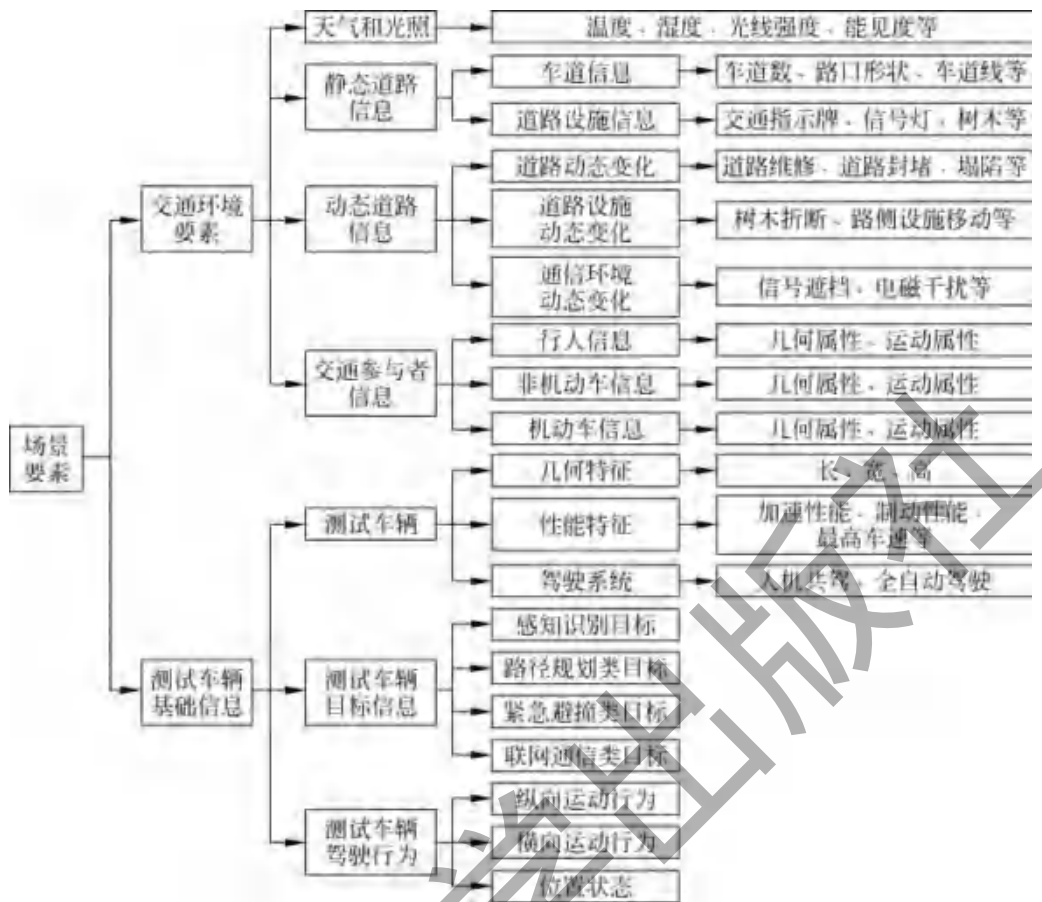 天气和光照
温度、湿度、光线强度、能见度等
静态道路
信息
车道信息
车道数、路口形状、车道线等
道路设施信息
交通指示牌、信号灯、树木等
交通环境
要素
动态道路
信息
道路动态变化
道路维修、道路封堵、塌陷等
道路设施
动态变化
树木折断、路侧设施移动等
通信环境
动态变化
信号遮挡、电磁干扰等
交通参与者
信息
行人信息
几何属性、运动属性
非机动车信息
几何属性、运动属性
机动车信息
几何属性、运动属性
场景
要素
测试车辆
几何特征
长、宽、高
性能特征
加速性能、制动性能、
最高车速等
驾驶系统
人机共驾、全自动驾驶
测试车辆
基础信息
测试车辆
目标信息
感知识别目标
路径规划类目标
紧急避撞类目标
联网通信类目标
测试车辆
驾驶行为
纵向运动行为
横向运动行为
位置状态
学出版社